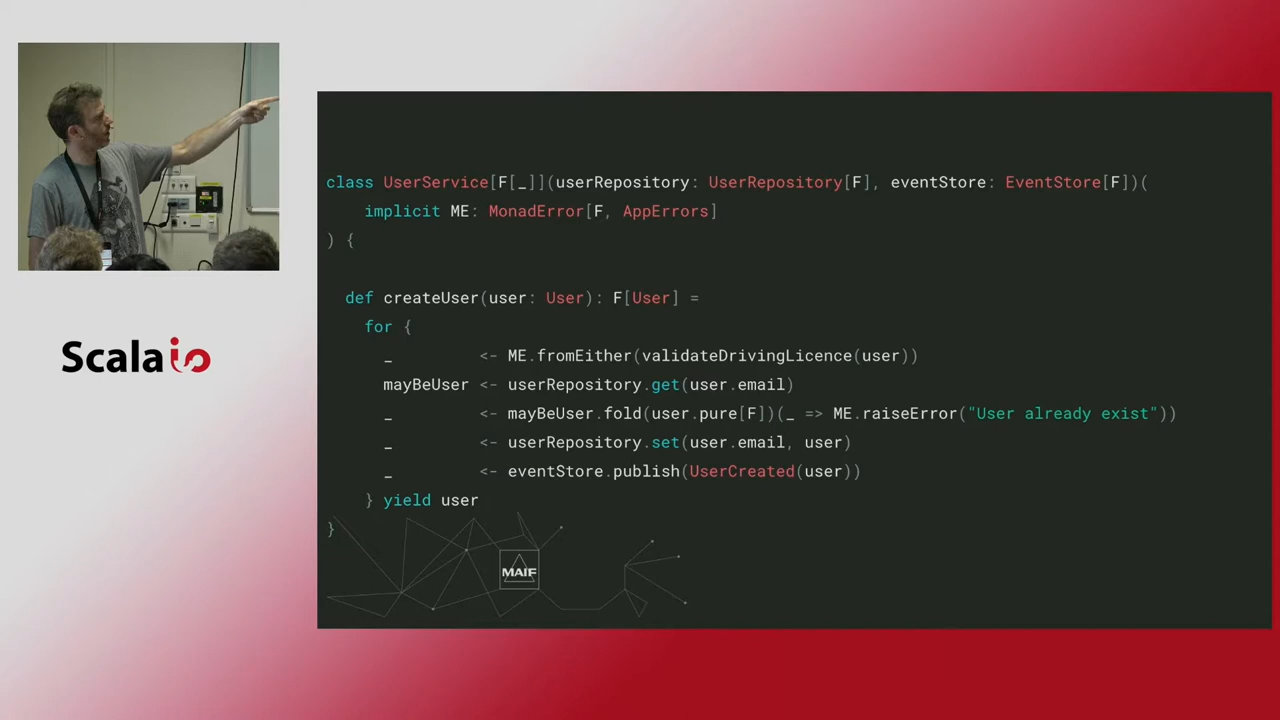 class UserService[F[_]](userRepository: UserRepository[F], eventStore: EventStore[F])(
implicit ME: MonadError[F, AppErrors]
) {
def createUser(user: User): F[User] =
for {
_ <- ME.fromEither(validateDrivingLicence(user))
mayBeUser <- userRepository.get(user.email)
_ <- mayBeUser.fold(user.pure[F])(_ => ME.raiseError("User already exist"))
_ <- userRepository.set(user.email, user)
_ <- eventStore.publish(UserCreated(user))
} yield user
}
MAIF
Scala io